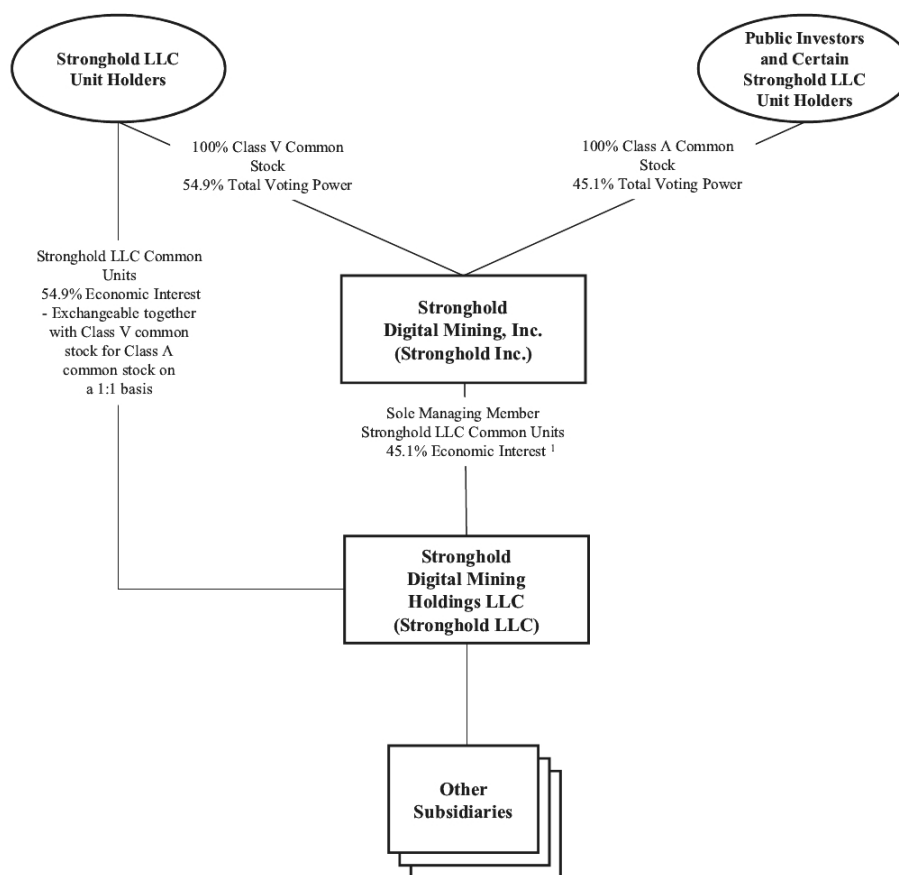 Stronghold LLC
Unit Holders
Public Investors
and Certain
Stronghold LLC
Unit Holders
100% Class V Common
Stock
54.9% Total Voting Power
100% Class A Common
Stock
45.1% Total Voting Power
Stronghold LLC Common
Units
54.9% Economic Interest
- Exchangeable together
with Class V common
stock for Class A
common stock on
a 1:1 basis
Stronghold
Digital Mining, Inc.
(Stronghold Inc.)
Sole Managing Member
Stronghold LLC Common Units
45.1% Economic Interest ¹
Stronghold
Digital Mining
Holdings LLC
(Stronghold LLC)
Other
Subsidiaries